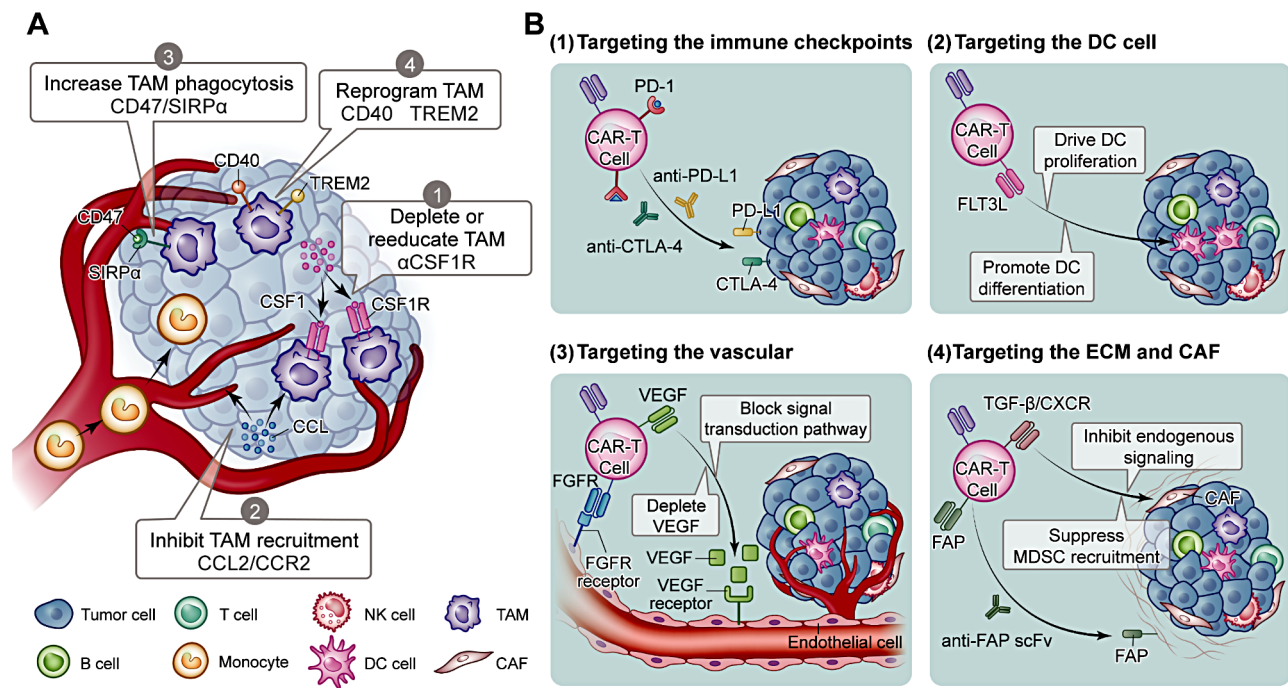 A
3
Increase TAM phagocytosis
CD47/SIRPα
4
Reprogram TAM
CD40 TREM2
CD40
TREM2
CD47
SIRPα
1
Deplete or
reeducate TAM
αCSF1R
CSF1
CSF1R
CCL
2
Inhibit TAM recruitment
CCL2/CCR2
Tumor cell
T cell
NK cell
TAM
B cell
Monocyte
DC cell
CAF
B
(1) Targeting the immune checkpoints
PD-1
CAR-T
Cell
anti-PD-L1
anti-CTLA-4
PD-L1
CTLA-4
(2) Targeting the DC cell
CAR-T
Cell
FLT3L
Drive DC
proliferation
Promote DC
differentiation
(3) Targeting the vascular
VEGF
CAR-T
Cell
Block signal
transduction pathway
FGFR
Deplete
VEGF
FGFR
receptor
VEGF
VEGF
receptor
Endothelial cell
(4) Targeting the ECM and CAF
TGF-β/CXCR
CAR-T
Cell
Inhibit endogenous
signaling
CAF
FAP
Suppress
MDSC recruitment
anti-FAP scFv
FAP